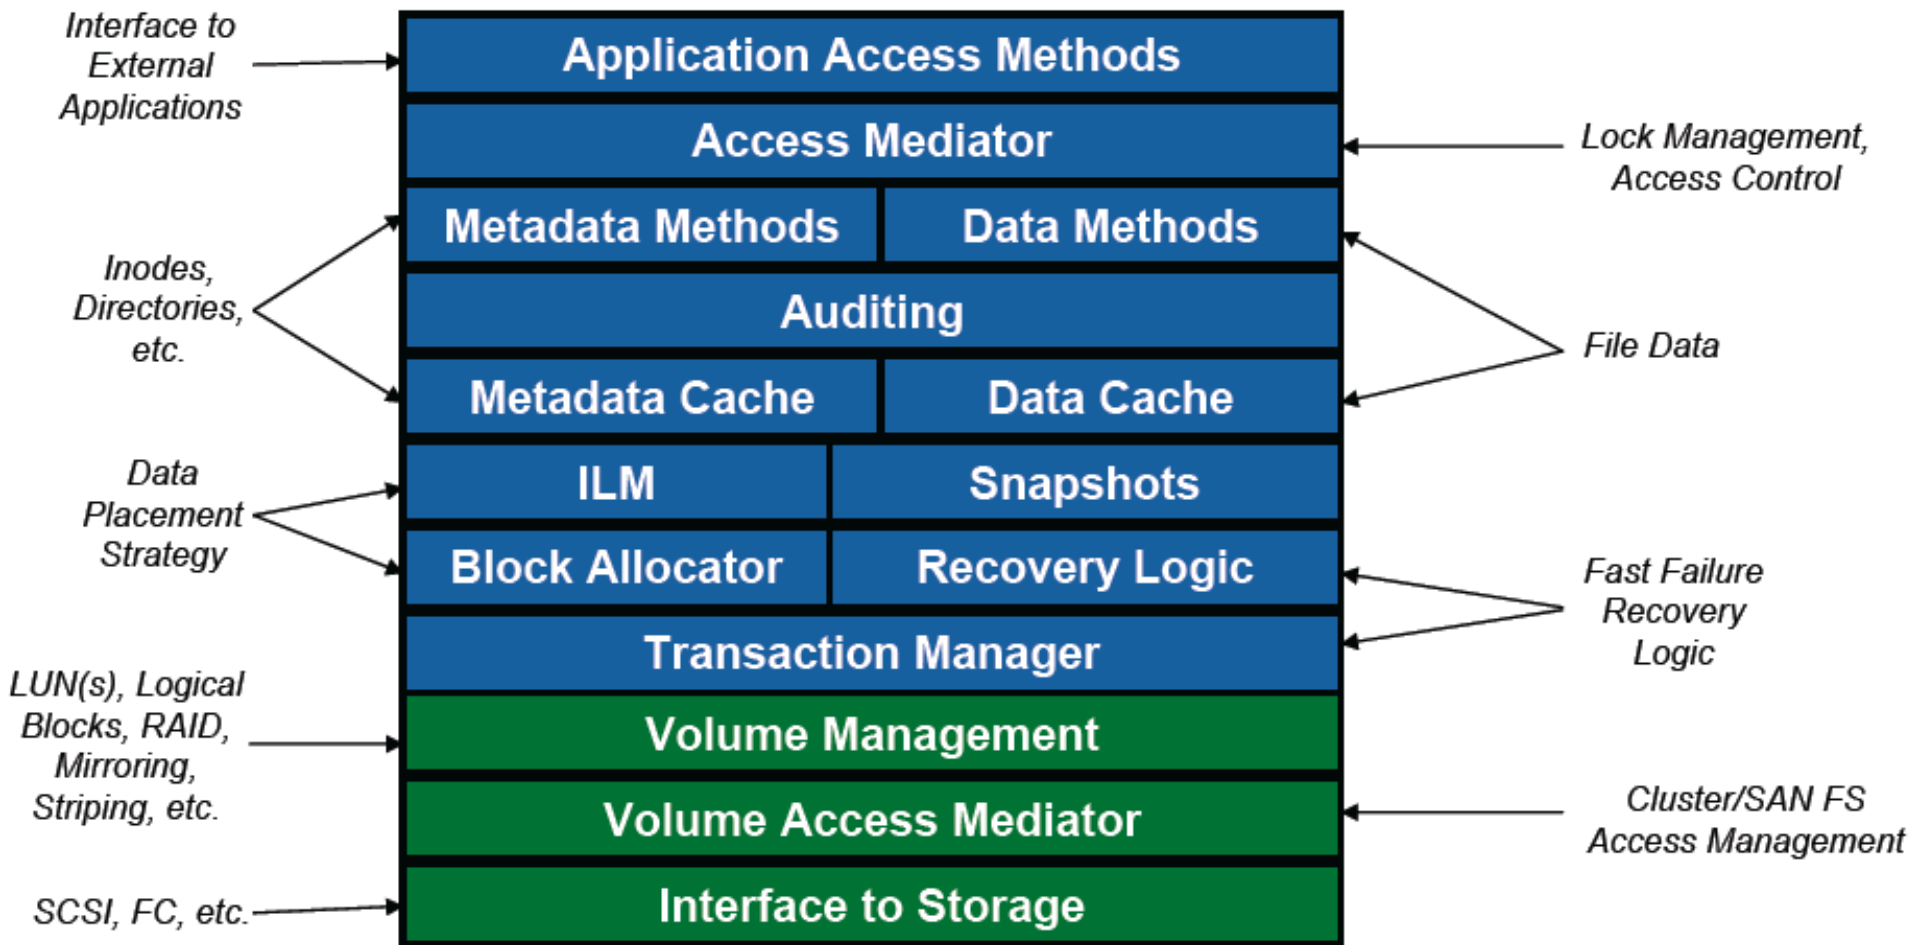 Interface to
External
Applications
Application Access Methods
Access Mediator
Lock Management,
Access Control
Metadata Methods
Data Methods
Inodes,
Directories,
etc.
Auditing
File Data
Metadata Cache
Data Cache
Data
Placement
Strategy
ILM
Snapshots
Block Allocator
Recovery Logic
Fast Failure
Recovery
Logic
Transaction Manager
LUN(s), Logical
Blocks, RAID,
Mirroring,
Striping, etc.
Volume Management
Volume Access Mediator
Cluster/SAN FS
Access Management
SCSI, FC, etc.
Interface to Storage